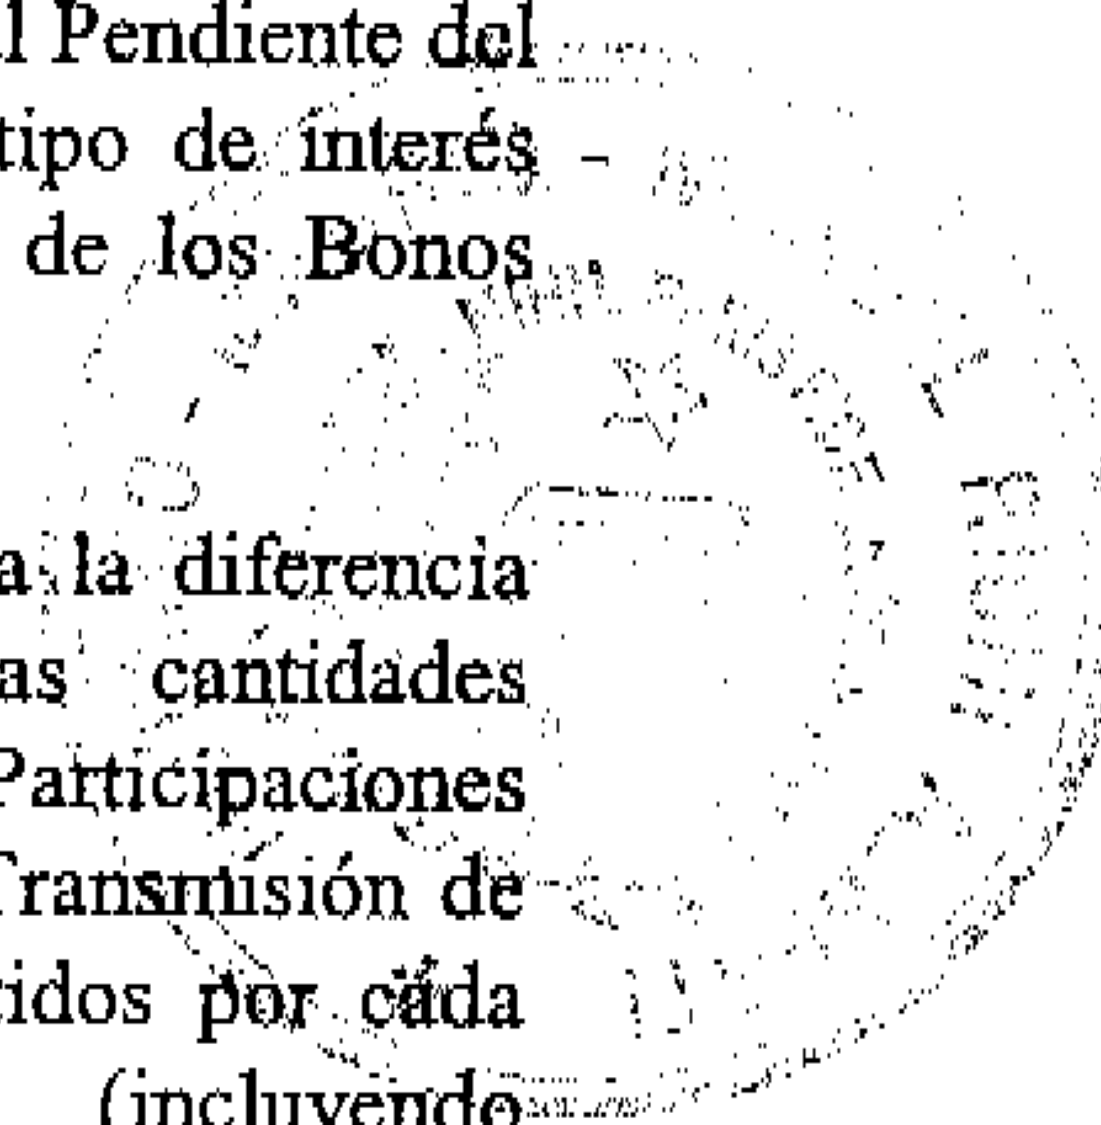 l Pendiente del
tipo de interés
de los Bonos
a la diferencia
as cantidades
Participaciones
Transmisión de
tidos por cada
(incluyendo